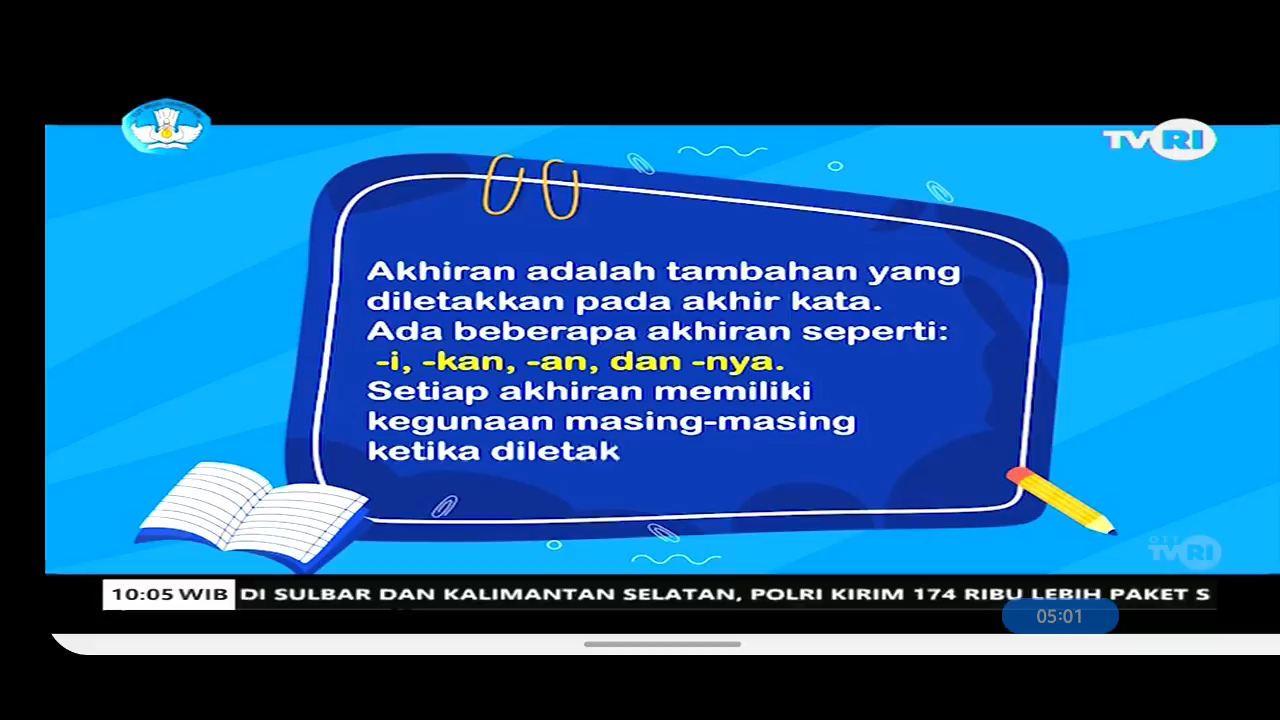 TVRI
Akhiran adalah tambahan yang
diletakkan pada akhir kata.
Ada beberapa akhiran seperti:
-i, -kan, -an, dan -nya.
Setiap akhiran memiliki
kegunaan masing-masing
ketika diletak
OTT
TVRI
10:05 WIB DI SULBAR DAN KALIMANTAN SELATAN, POLRI KIRIM 174 RIBU LEBIH PAKET S
05:01